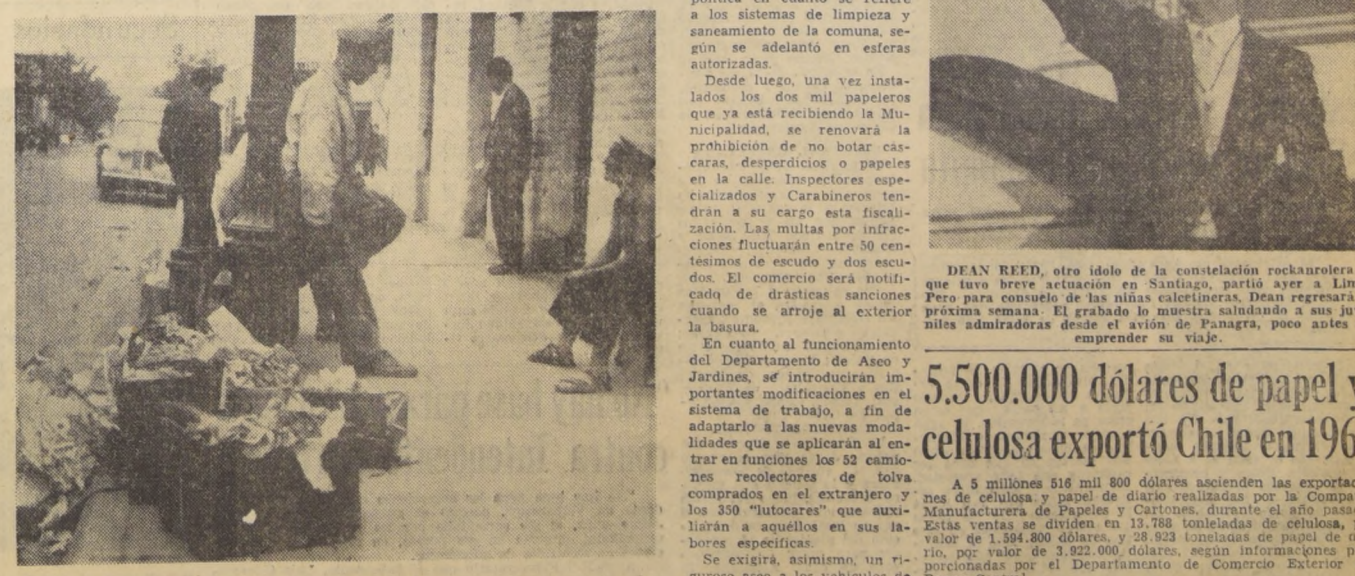 a los sistemas de limpieza y
saneamiento de la comuna, se-
gún se adelantó en esferas
autorizadas.
Desde luego, una vez insta-
lados los dos mil papeleros
que ya está recibiendo la Mu-
nicipalidad, se renovará la
prohibición de no botar cás-
caras, desperdicios o papeles
en la calle. Inspectores espe-
cializados y Carabineros ten-
drán a su cargo esta fiscali-
zación. Las multas por infrac-
ciones fluctuarán entre 50 cen-
tésimos de escudo y dos escu-
dos. El comercio será notifi-
cado de drásticas sanciones
cuando se arroje al exterior
la basura.
En cuanto al funcionamiento
del Departamento de Aseo y
Jardines, se introducirán im-
portantes modificaciones en el
sistema de trabajo, a fin de
adaptarlo a las nuevas moda-
lidades que se aplicarán al en-
trar en funciones los 52 camio-
nes recolectores de tolva
comprados en el extranjero y
los 350 "lutocares" que auxi-
liarán a aquéllos en sus la-
bores específicas.
Se exigirá, asimismo, un ri-
DEAN REED, otro ídolo de la constelación rockanrolera
que tuvo breve actuación en Santiago, partió ayer a Lim
Pero para consuelo de las niñas calcetineras, Dean regresará
próxima semana. El grabado lo muestra saludando a sus ju
niles admiradoras desde el avión de Panagra, poco antes
emprender su viaje.
5.500.000 dólares de papel y
celulosa exportó Chile en 196
A 5 millones 516 mil 800 dólares ascienden las exportac
nes de celulosa y papel de diario realizadas por la Compa
Manufacturera de Papeles y Cartones, durante el año pasa
Estas ventas se dividen en 13.788 toneladas de celulosa,
valor de 1.594.800 dólares, y 28.923 toneladas de papel de d
rio, por valor de 3.922.000 dólares, según informaciones p
porcionadas por el Departamento de Comercio Exterior